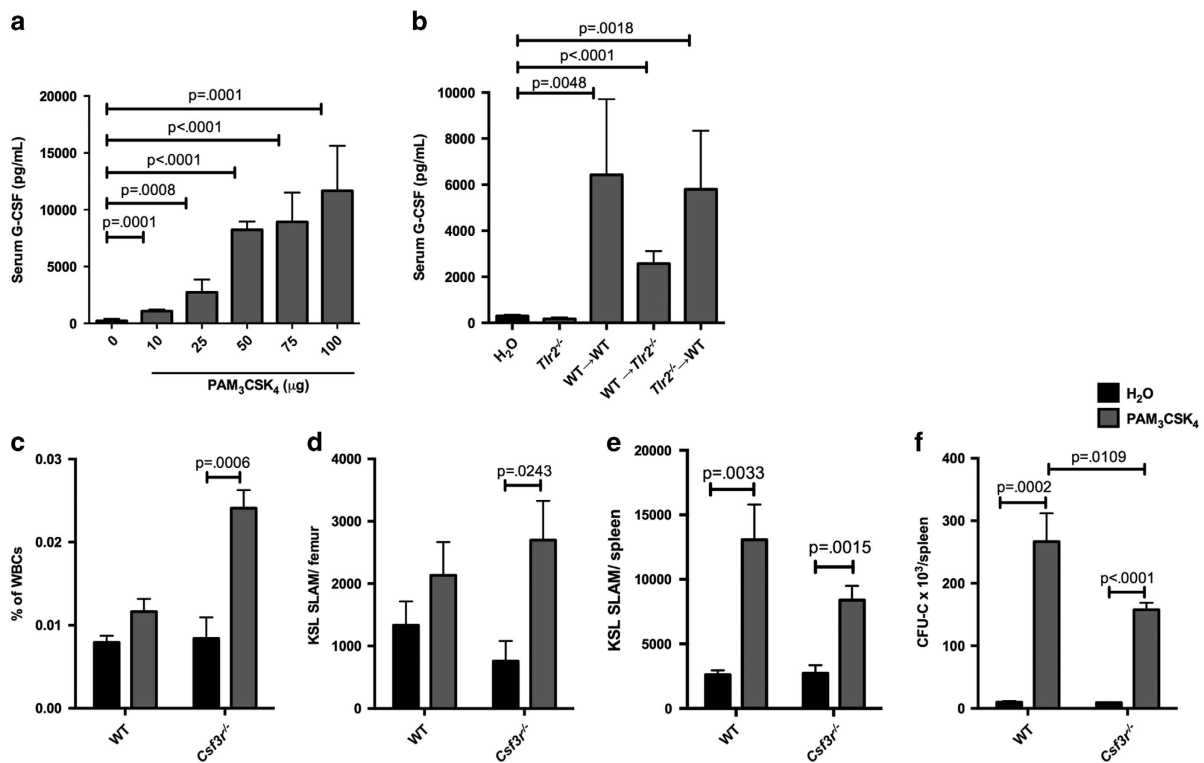 a
20000
15000
10000
5000
0
Serum G-CSF (pg/mL)
p=.0001
p<.0001
p<.0001
p=.0008
p=.0001
0
10
25
50
75
100
PAM₃CSK₄ (μg)
b
p=.0018
p<.0001
p=.0048
10000
8000
6000
4000
2000
0
Serum G-CSF (pg/mL)
H₂O
Tlr2⁻/⁻
WT→WT
WT→Tlr2⁻/⁻
Tlr2⁻/⁻→WT
H₂O
PAM₃CSK₄
c
0.03
0.02
0.01
0.00
% of WBCs
p=.0006
WT
Csf3r⁻/⁻
d
4000
3000
2000
1000
0
KSL SLAM/ femur
p=.0243
WT
Csf3r⁻/⁻
e
20000
15000
10000
5000
0
KSL SLAM/ spleen
p=.0033
p=.0015
WT
Csf3r⁻/⁻
f
400
300
200
100
0
CFU-C x 10³/spleen
p=.0109
p=.0002
p<.0001
WT
Csf3r⁻/⁻